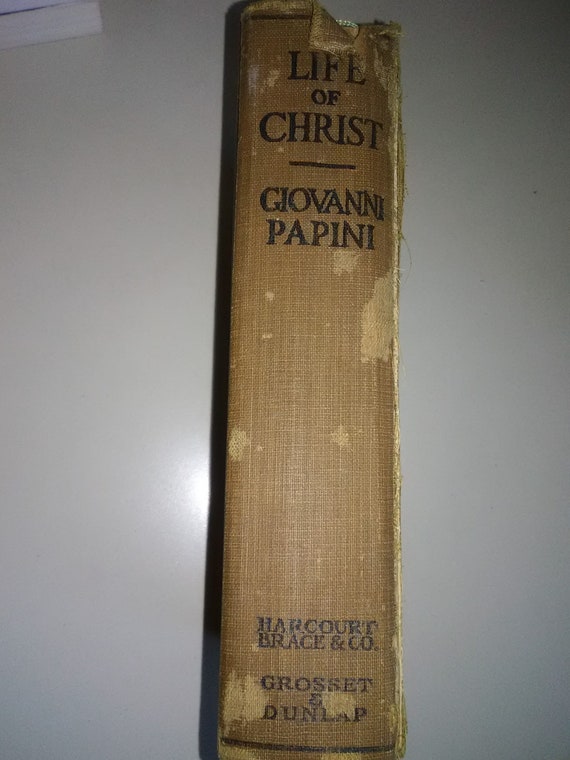 LIFE
OF
CHRIST
GIOVANNI
PAPINI
HARCOURT
BRACE & CO.
GROSSET
&
DUNLAP